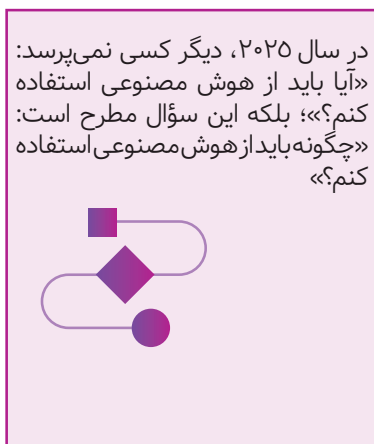 در سال ۲۰۲۵، دیگر کسی نمی‌پرسد:
«آیا باید از هوش مصنوعی استفاده
کنم؟»؛ بلکه این سؤال مطرح است:
«چگونه باید از هوش مصنوعی استفاده
کنم؟»